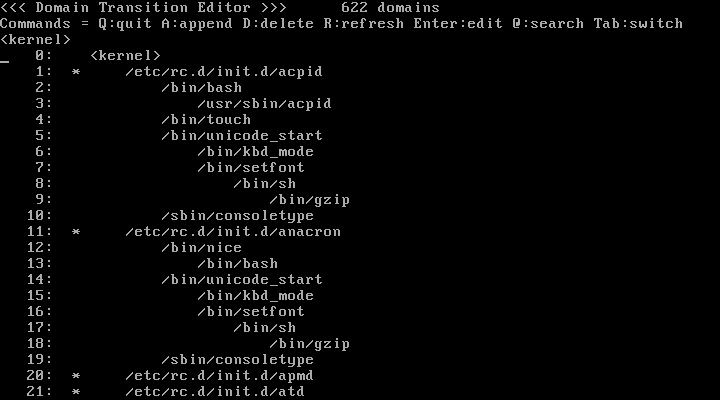 <<< Domain Transition Editor >>>      622 domains
Commands = Q:quit A:append D:delete R:refresh Enter:edit @:search Tab:switch
<kernel>
    0:    <kernel>
    1:  *     /etc/rc.d/init.d/acpid
    2:            /bin/bash
    3:                /usr/sbin/acpid
    4:            /bin/touch
    5:            /bin/unicode_start
    6:                /bin/kbd_mode
    7:                /bin/setfont
    8:                    /bin/sh
    9:                        /bin/gzip
   10:            /sbin/consoletype
   11:  *     /etc/rc.d/init.d/anacron
   12:            /bin/nice
   13:                /bin/bash
   14:            /bin/unicode_start
   15:                /bin/kbd_mode
   16:                /bin/setfont
   17:                    /bin/sh
   18:                        /bin/gzip
   19:            /sbin/consoletype
   20:  *     /etc/rc.d/init.d/apmd
   21:  *     /etc/rc.d/init.d/atd